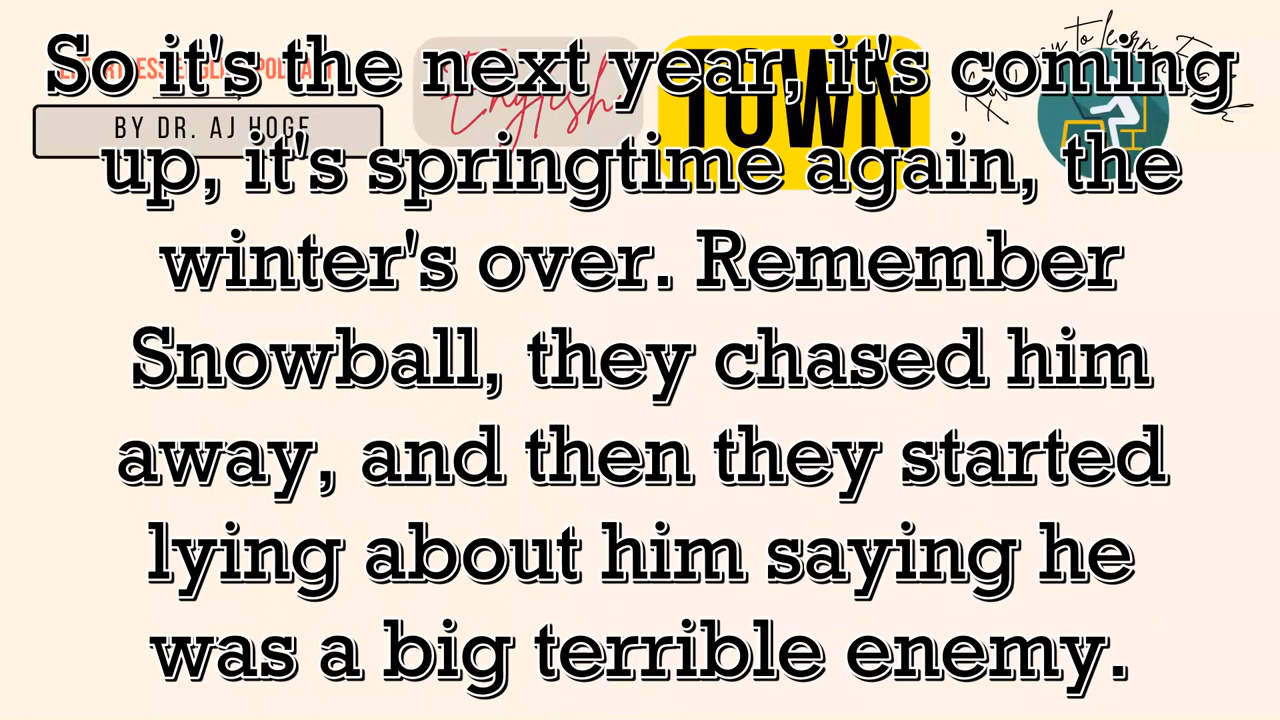 So it's the next year, it's coming
up, it's springtime again, the
winter's over. Remember
Snowball, they chased him
away, and then they started
lying about him saying he
was a big terrible enemy.
BY DR. AJ HOGE
English
TOWN
to learn